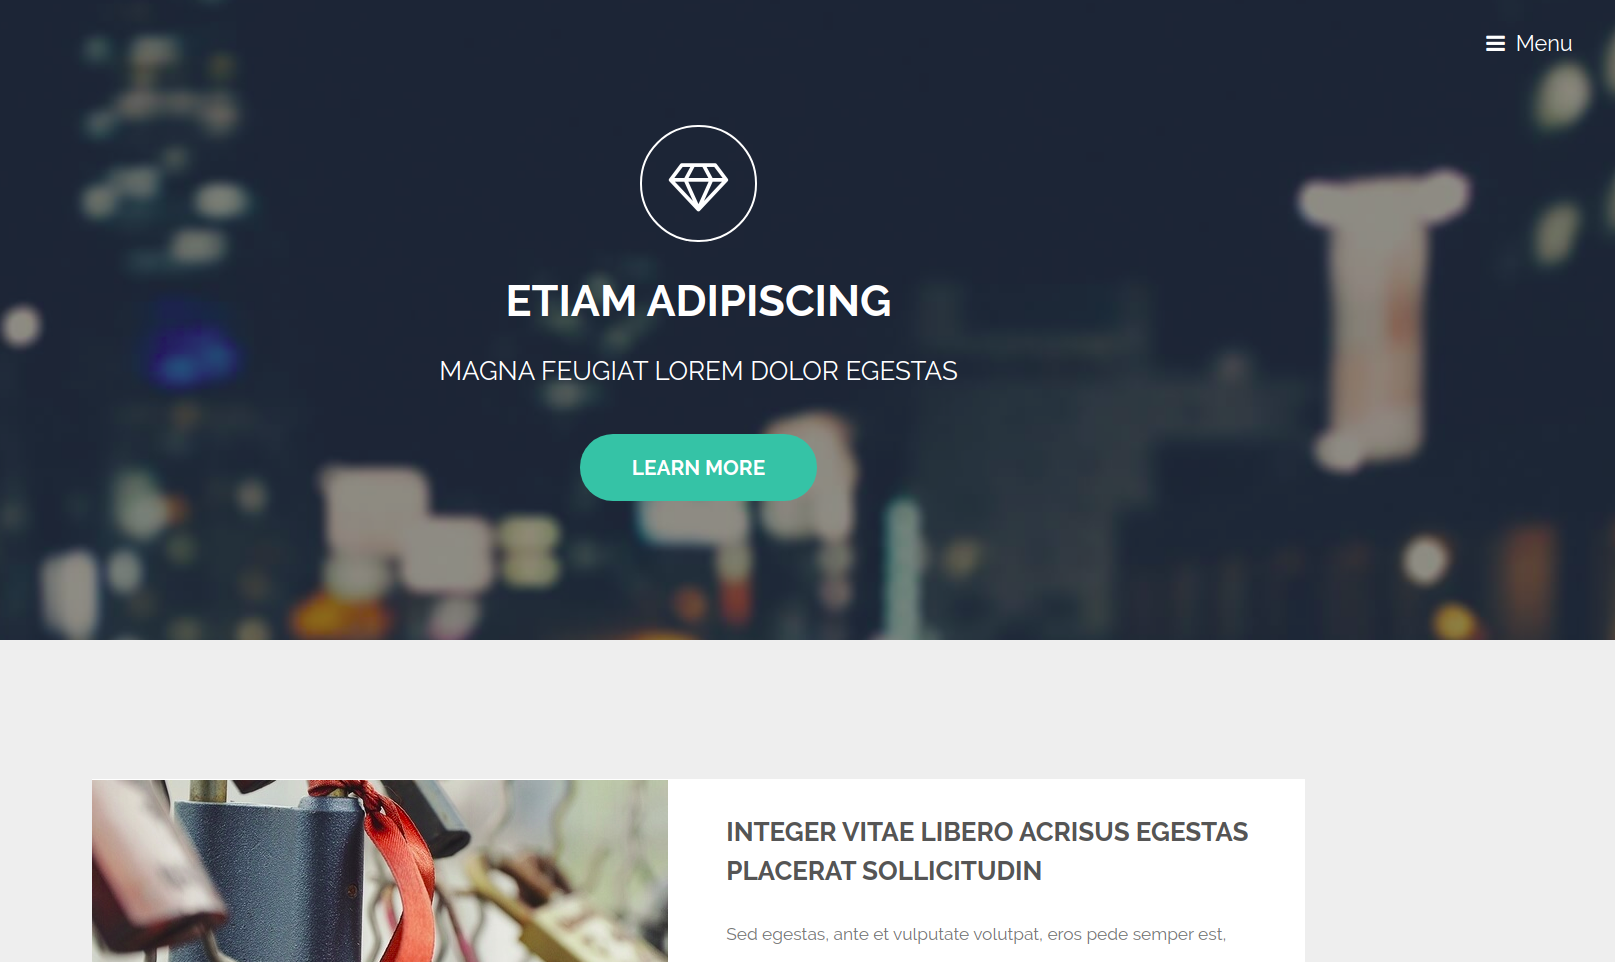 Menu
ETIAM ADIPISCING
MAGNA FEUGIAT LOREM DOLOR EGESTAS
LEARN MORE
INTEGER VITAE LIBERO ACRISUS EGESTAS
PLACERAT SOLLICITUDIN
Sed egestas, ante et vulputate volutpat, eros pede semper est,